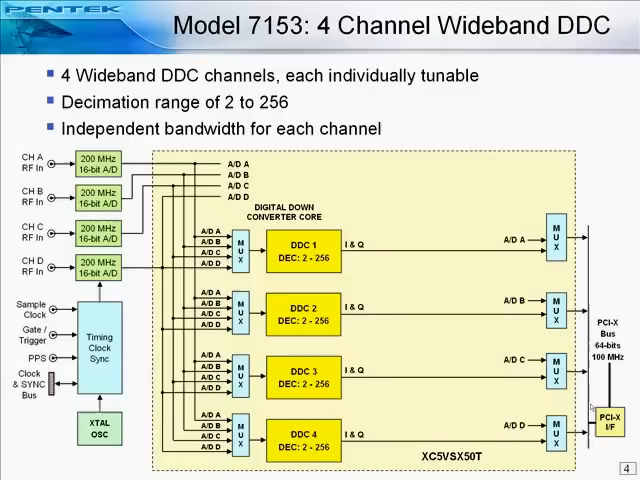 PENTEK
Model 7153: 4 Channel Wideband DDC
4 Wideband DDC channels, each individually tunable
Decimation range of 2 to 256
Independent bandwidth for each channel
CH A
RF In
200 MHz
16-bit A/D
CH B
RF In
200 MHz
16-bit A/D
CH C
RF In
200 MHz
16-bit A/D
CH D
RF In
200 MHz
16-bit A/D
Sample
Clock
Gate /
Trigger
PPS
Clock
& SYNC
Bus
Timing
Clock
Sync
XTAL
OSC
A/D A
A/D B
A/D C
A/D D
DIGITAL DOWN
CONVERTER CORE
A/D A
A/D B
A/D C
A/D D
MUX
DDC 1
DEC: 2 - 256
I & Q
A/D A
MUX
A/D A
A/D B
A/D C
A/D D
MUX
DDC 2
DEC: 2 - 256
I & Q
A/D B
MUX
A/D A
A/D B
A/D C
A/D D
MUX
DDC 3
DEC: 2 - 256
I & Q
A/D C
MUX
A/D A
A/D B
A/D C
A/D D
MUX
DDC 4
DEC: 2 - 256
I & Q
A/D D
MUX
XC5VSX50T
PCI-X
Bus
64-bits
100 MHz
PCI-X
I/F
4